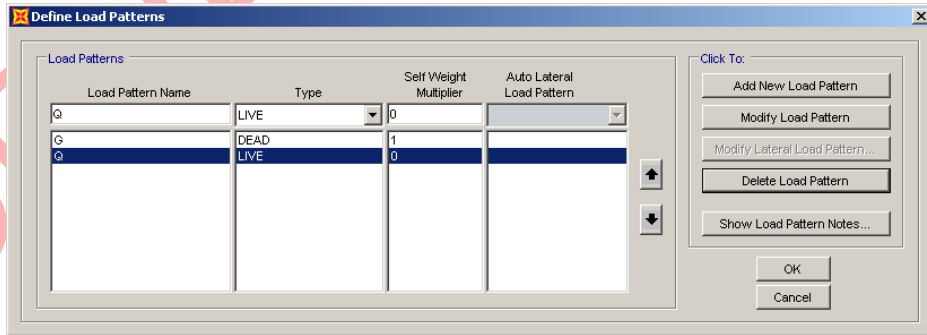 Define Load Patterns
Load Patterns
Load Pattern Name Type Self Weight Multiplier Auto Lateral Load Pattern
Q LIVE 0
G DEAD 1
Q LIVE 0
Click To:
Add New Load Pattern
Modify Load Pattern
Modify Lateral Load Pattern...
Delete Load Pattern
Show Load Pattern Notes...
OK
Cancel